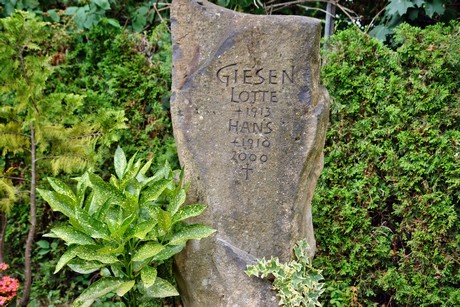 GIESEN
LOTTE
+1913
HANS
+1910
2000
†